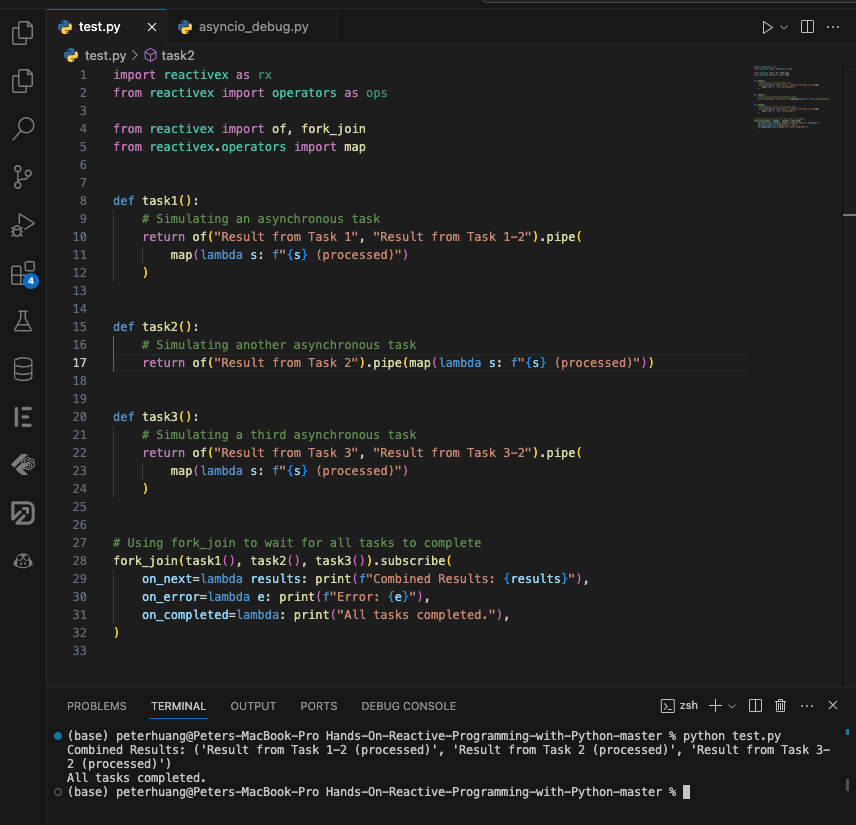 test.py
asyncio_debug.py
test.py > task2
1 import reactivex as rx
2 from reactivex import operators as ops
3
4 from reactivex import of, fork_join
5 from reactivex.operators import map
6
7
8 def task1():
9     # Simulating an asynchronous task
10     return of("Result from Task 1", "Result from Task 1-2").pipe(
11         map(lambda s: f"{s} (processed)")
12     )
13
14
15 def task2():
16     # Simulating another asynchronous task
17     return of("Result from Task 2").pipe(map(lambda s: f"{s} (processed)"))
18
19
20 def task3():
21     # Simulating a third asynchronous task
22     return of("Result from Task 3", "Result from Task 3-2").pipe(
23         map(lambda s: f"{s} (processed)")
24     )
25
26
27 # Using fork_join to wait for all tasks to complete
28 fork_join(task1(), task2(), task3()).subscribe(
29     on_next=lambda results: print(f"Combined Results: {results}"),
30     on_error=lambda e: print(f"Error: {e}"),
31     on_completed=lambda: print("All tasks completed."),
32 )
33
4
PROBLEMS TERMINAL OUTPUT PORTS DEBUG CONSOLE zsh
(base) peterhuang@Peters-MacBook-Pro Hands-On-Reactive-Programming-with-Python-master % python test.py
Combined Results: ('Result from Task 1-2 (processed)', 'Result from Task 2 (processed)', 'Result from Task 3-
2 (processed)')
All tasks completed.
(base) peterhuang@Peters-MacBook-Pro Hands-On-Reactive-Programming-with-Python-master %